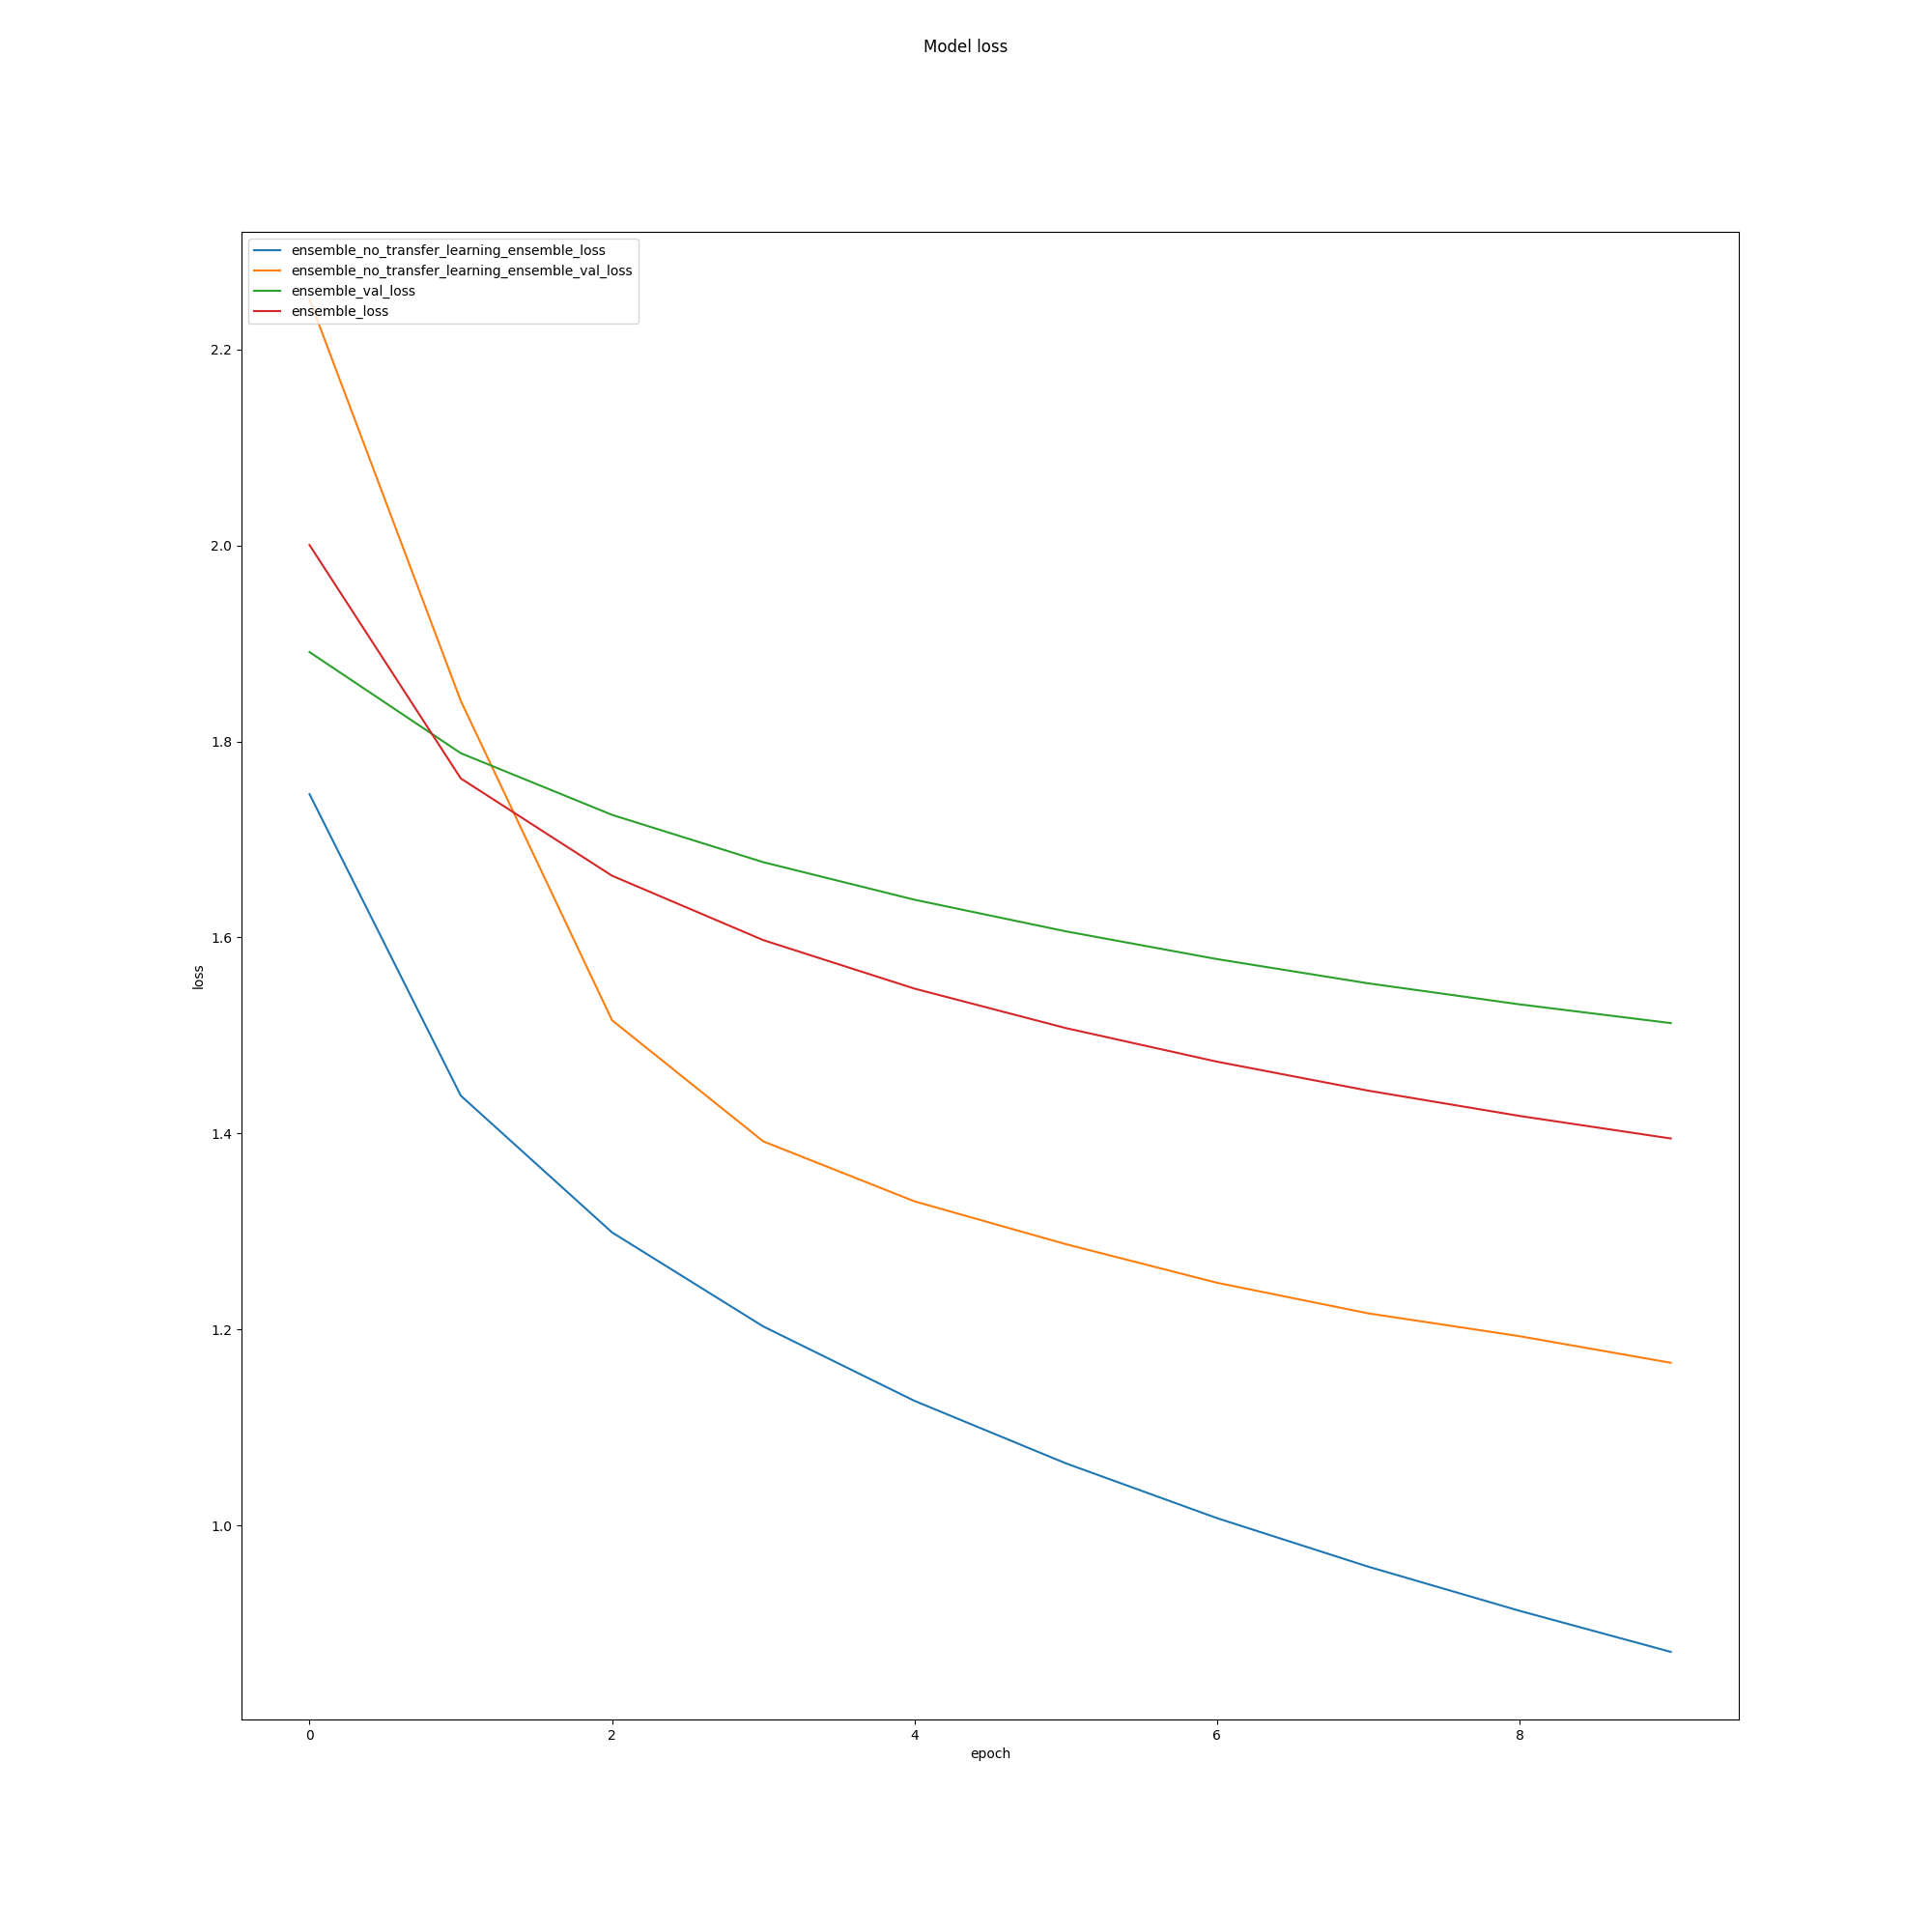 Model loss
ensemble_no_transfer_learning_ensemble_loss
ensemble_no_transfer_learning_ensemble_val_loss
ensemble_val_loss
ensemble_loss
2.2
2.0
1.8
1.6
1.4
1.2
1.0
loss
0 2 4 6 8
epoch